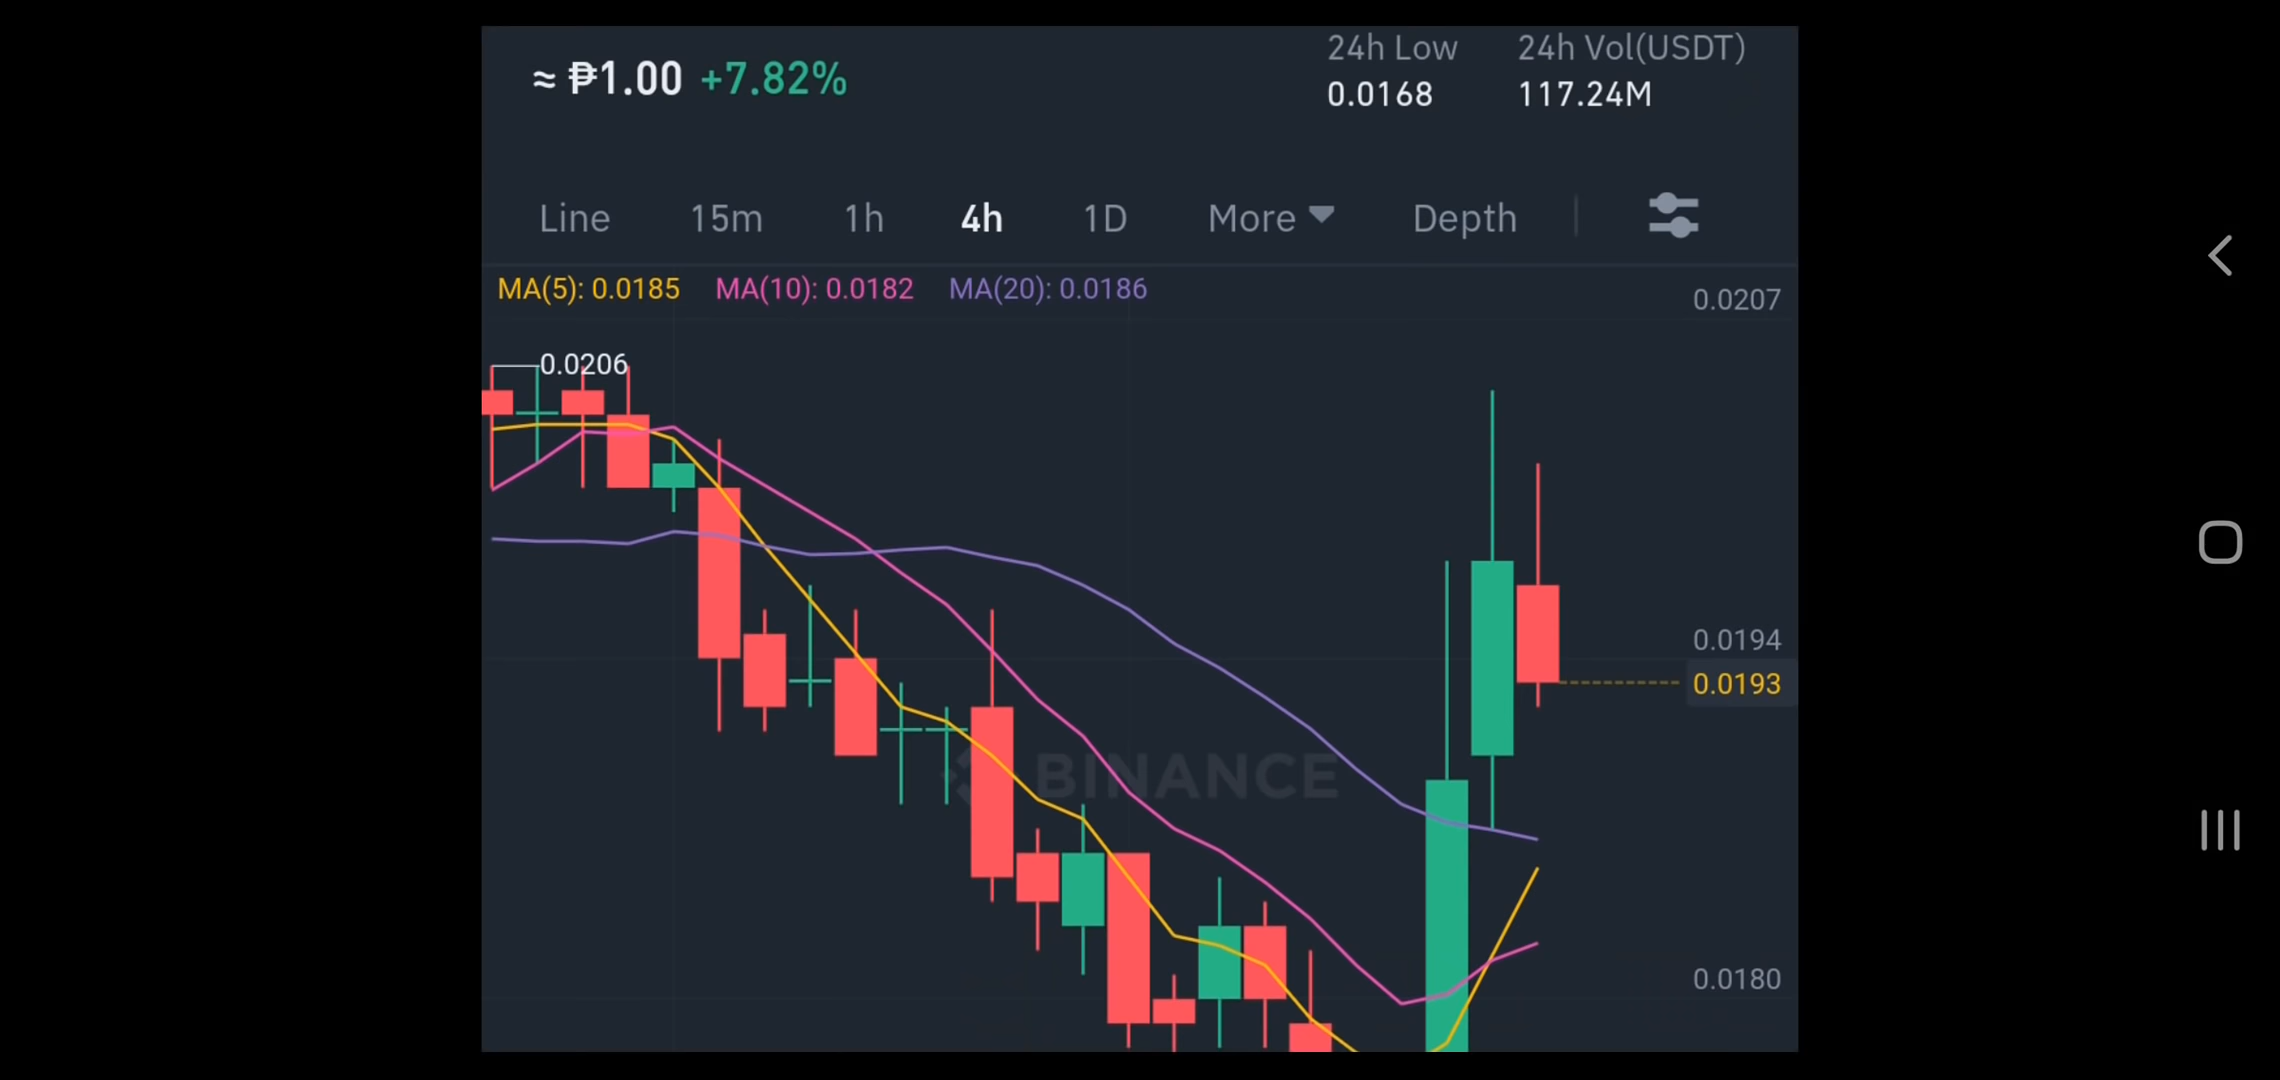 24h Low 24h Vol(USDT)
≈ ₱1.00 +7.82%
0.0168 117.24M
Line 15m 1h 4h 1D More Depth
MA(5): 0.0185 MA(10): 0.0182 MA(20): 0.0186
0.0207
0.0206
0.0194
0.0193
BINANCE
0.0180